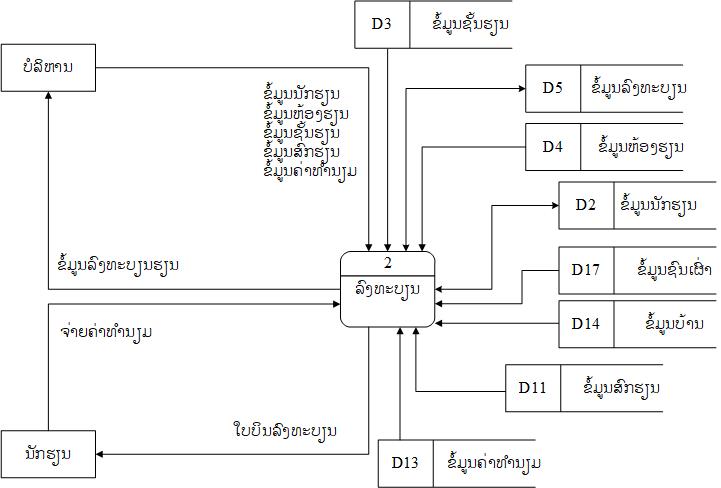 D3 ຂໍ້ມູນຊັ້ນຮຽນ
ບໍລິຫານ
D5 ຂໍ້ມູນລົງທະບຽນ
ຂໍ້ມູນນັກຮຽນ
ຂໍ້ມູນຫ້ອງຮຽນ
ຂໍ້ມູນຊັ້ນຮຽນ
ຂໍ້ມູນສົກຮຽນ
ຂໍ້ມູນຄ່າທຳນຽມ
D4 ຂໍ້ມູນຫ້ອງຮຽນ
D2 ຂໍ້ມູນນັກຮຽນ
2
ລົງທະບຽນ
ຂໍ້ມູນລົງທະບຽນຮຽນ
D17 ຂໍ້ມູນຊົນເຜົ່າ
D14 ຂໍ້ມູນບ້ານ
ຈ່າຍຄ່າທຳນຽມ
D11 ຂໍ້ມູນສົກຮຽນ
ໃບບິນລົງທະບຽນ
ນັກຮຽນ
D13 ຂໍ້ມູນຄ່າທຳນຽມ